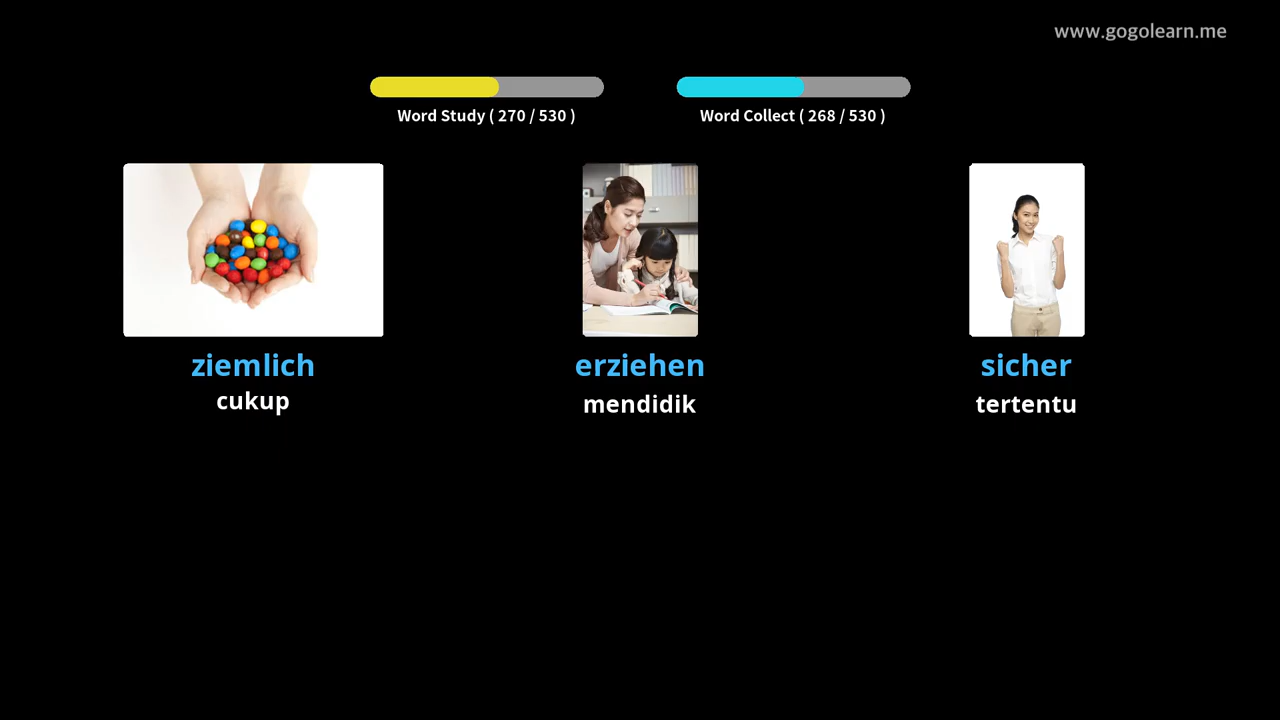 www.gogolearn.me
Word Study ( 270 / 530 )
Word Collect ( 268 / 530 )
ziemlich
cukup
erziehen
mendidik
sicher
tertentu